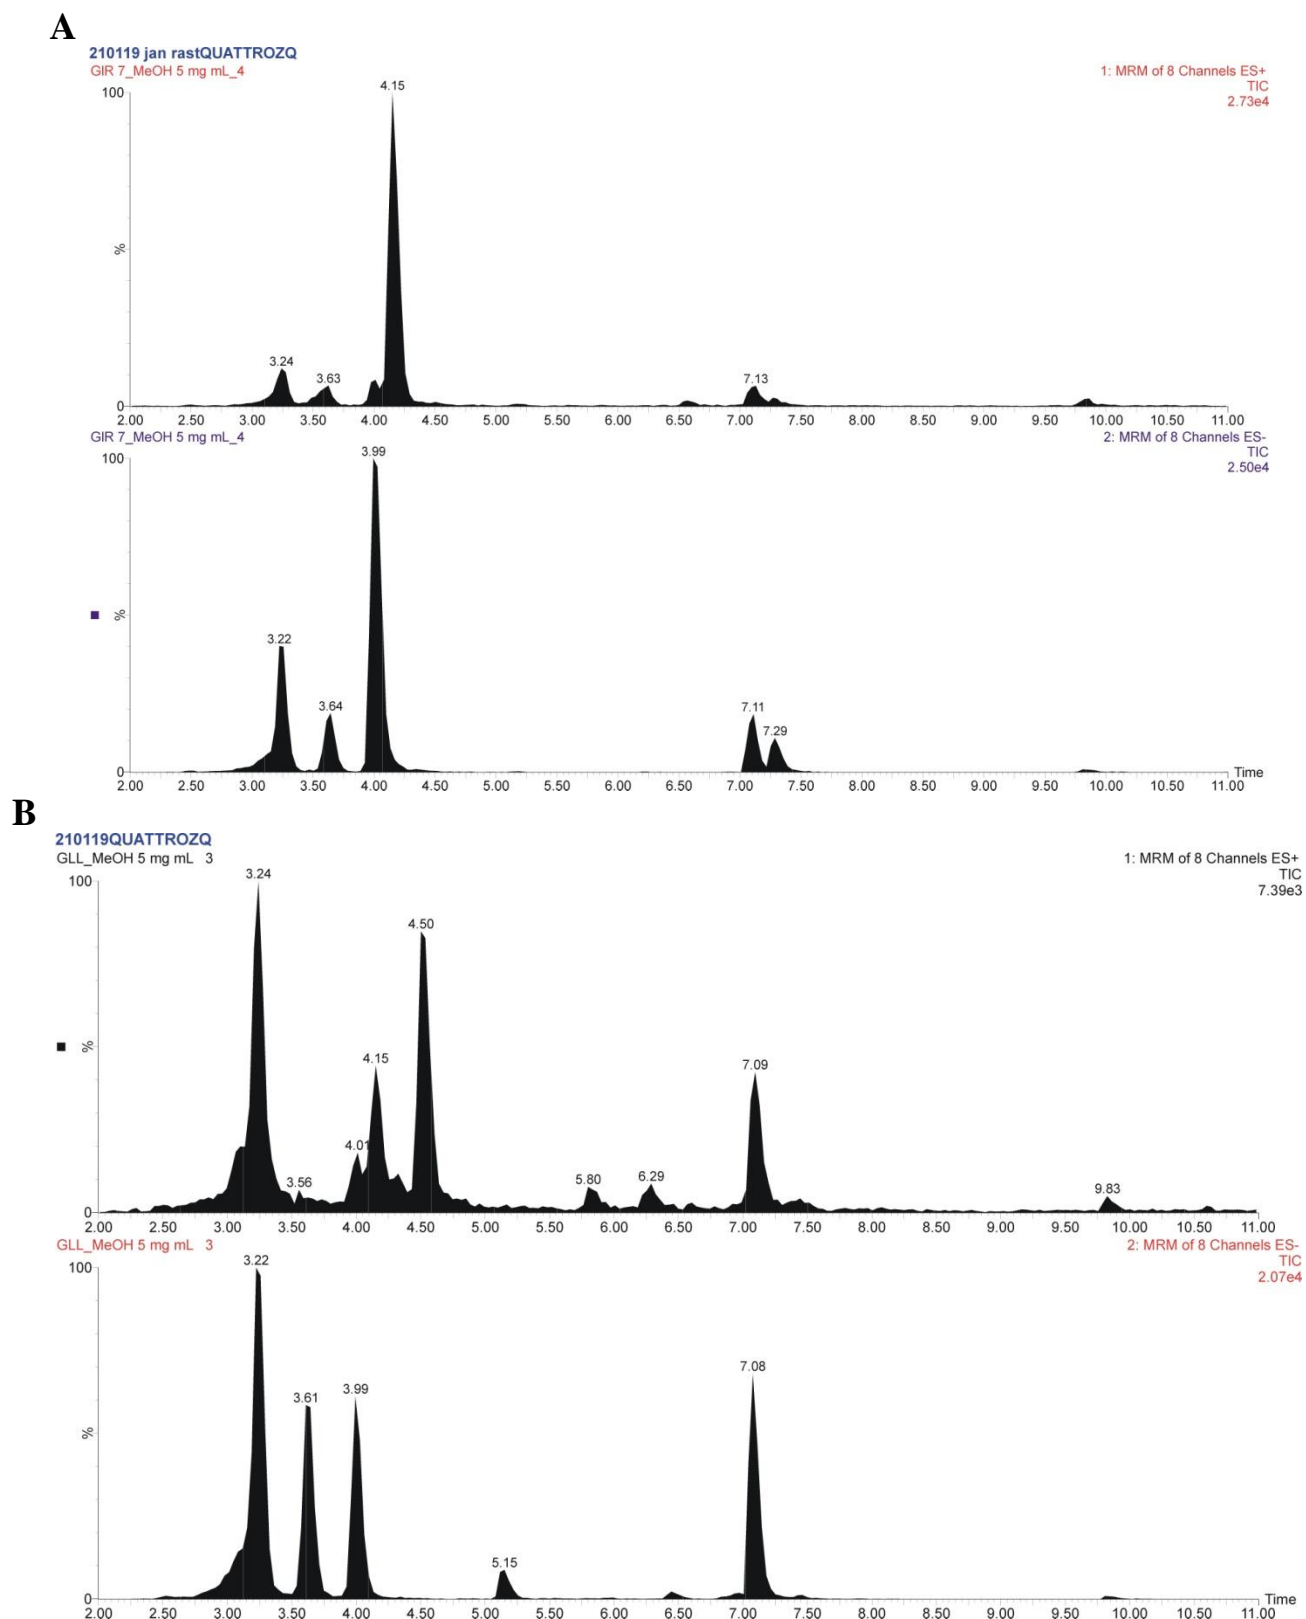 A
210119 jan rastQUATTROZQ
GIR 7_MeOH 5 mg mL_4
1: MRM of 8 Channels ES+
TIC
2.73e4
100
4.15
%
3.24
3.63
7.13
0
2.00 2.50 3.00 3.50 4.00 4.50 5.00 5.50 6.00 6.50 7.00 7.50 8.00 8.50 9.00 9.50 10.00 10.50 11.00
GIR 7_MeOH 5 mg mL_4
2: MRM of 8 Channels ES-
TIC
2.50e4
100
3.99
%
3.22
3.64
7.11
7.29
0
Time
2.00 2.50 3.00 3.50 4.00 4.50 5.00 5.50 6.00 6.50 7.00 7.50 8.00 8.50 9.00 9.50 10.00 10.50 11.00
B
210119QUATTROZQ
GLL_MeOH 5 mg mL 3
1: MRM of 8 Channels ES+
TIC
7.39e3
100
3.24
4.50
%
4.15
7.09
4.01
3.56
5.80
6.29
9.83
0
2.00 2.50 3.00 3.50 4.00 4.50 5.00 5.50 6.00 6.50 7.00 7.50 8.00 8.50 9.00 9.50 10.00 10.50 11.00
GLL_MeOH 5 mg mL 3
2: MRM of 8 Channels ES-
TIC
2.07e4
100
3.22
7.08
3.61
3.99
%
5.15
0
Time
2.00 2.50 3.00 3.50 4.00 4.50 5.00 5.50 6.00 6.50 7.00 7.50 8.00 8.50 9.00 9.50 10.00 10.50 11.00